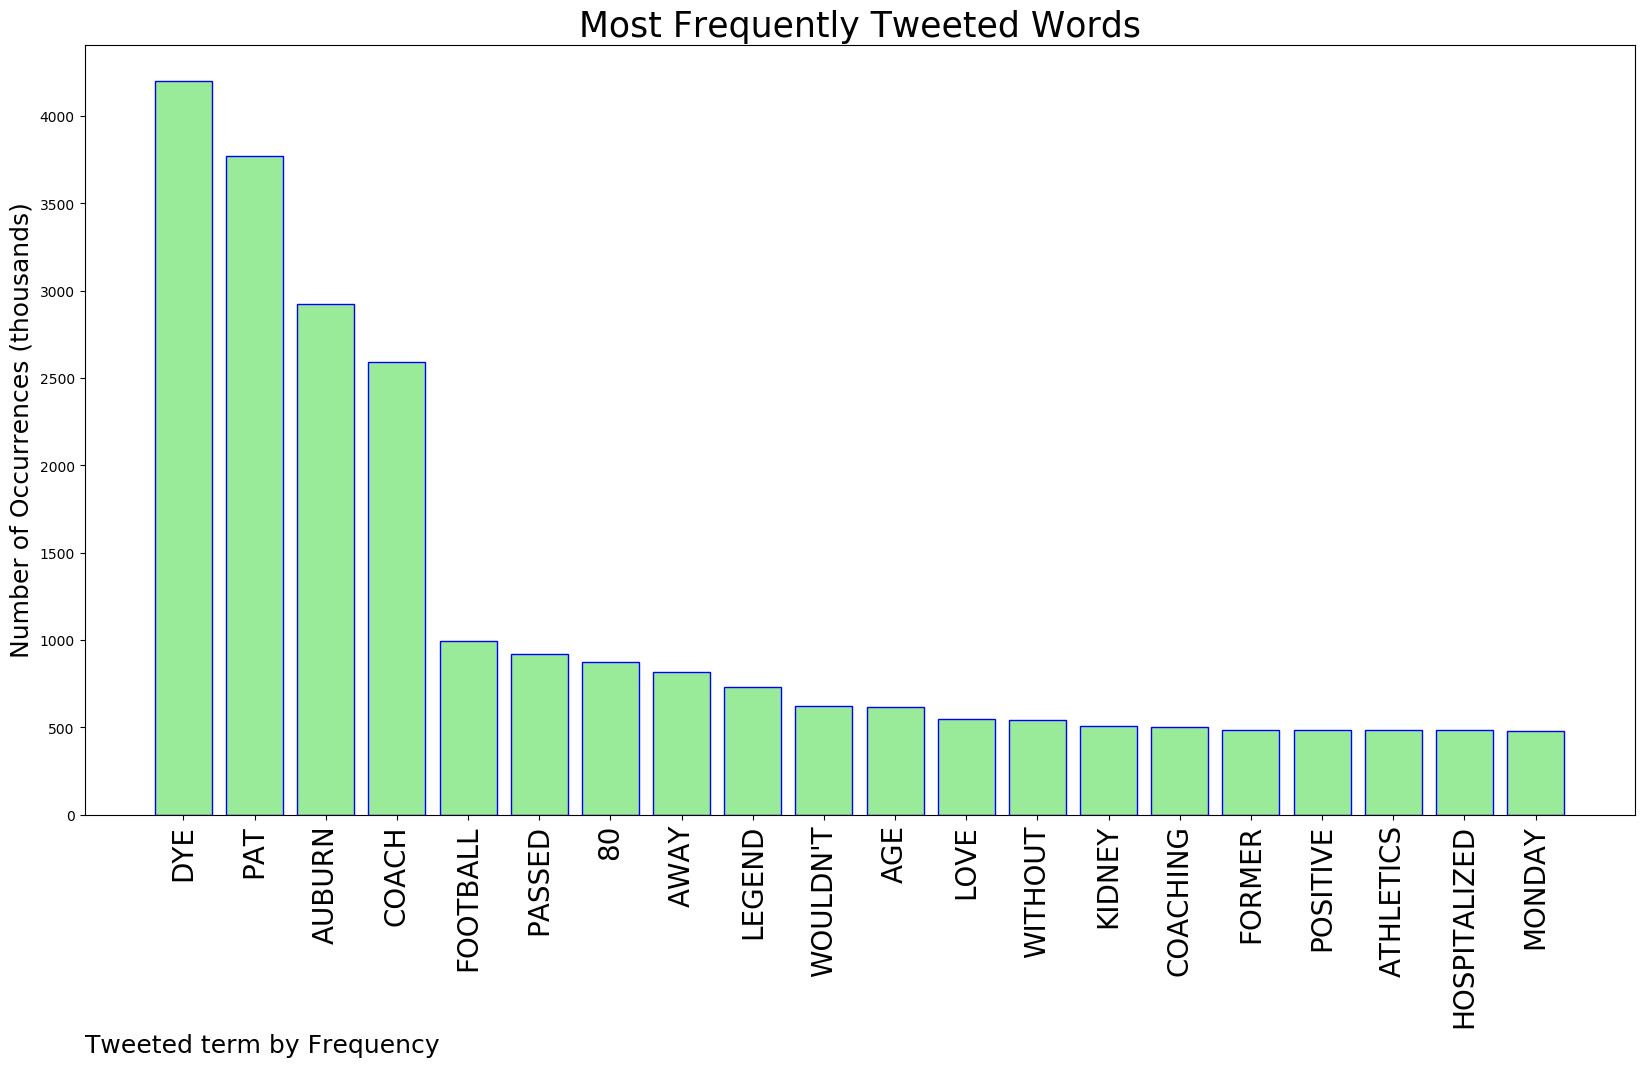 Most Frequently Tweeted Words
Number of Occurrences (thousands)
4000
3500
3000
2500
2000
1500
1000
500
0
DYE
PAT
AUBURN
COACH
FOOTBALL
PASSED
80
AWAY
LEGEND
WOULDN'T
AGE
LOVE
WITHOUT
KIDNEY
COACHING
FORMER
POSITIVE
ATHLETICS
HOSPITALIZED
MONDAY
Tweeted term by Frequency